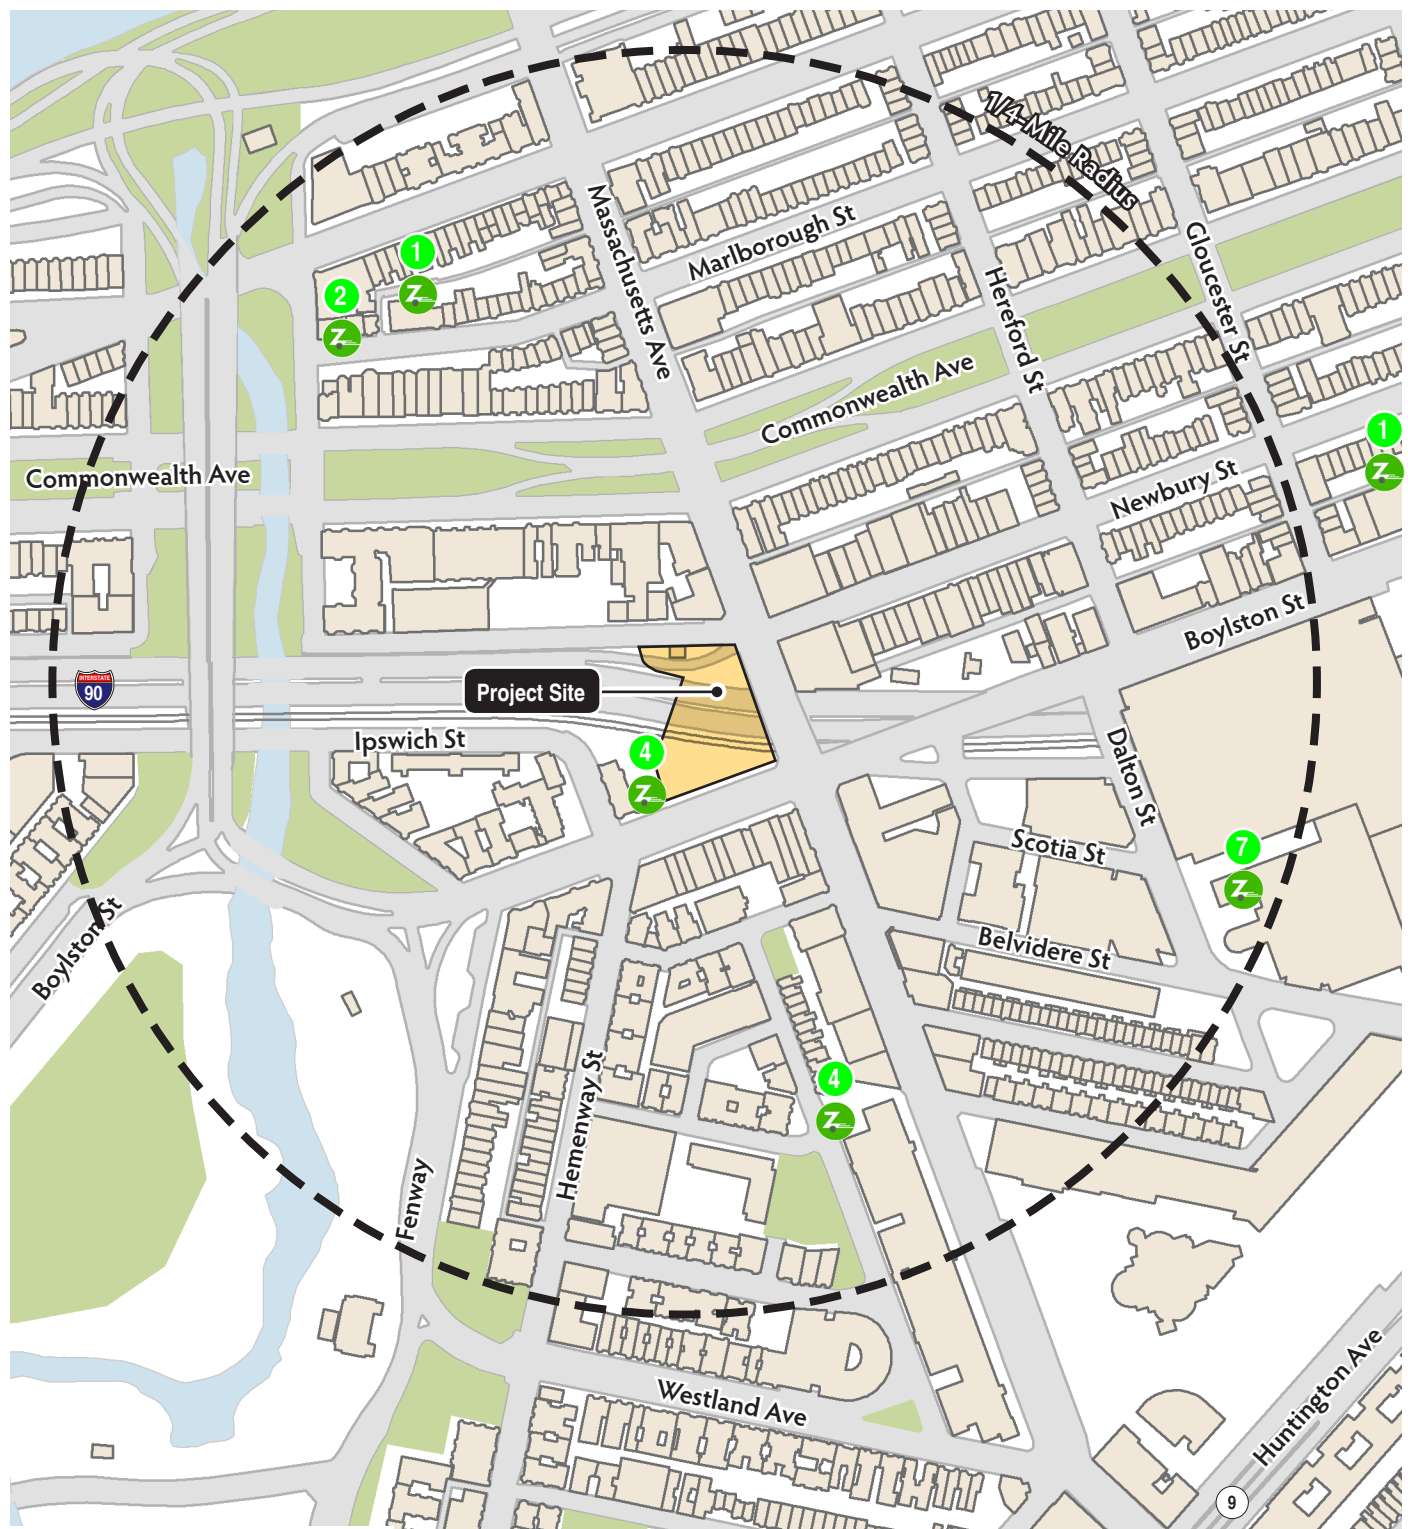 1/4-Mile Radius
Massachusetts Ave
Marlborough St
Gloucester St
1
Z
2
Z
Hereford St
Commonwealth Ave
1
Z
Commonwealth Ave
Newbury St
Boylston St
INTERSTATE
90
Project Site
Ipswich St
4
Z
Dalton St
Scotia St
7
Z
Boylston St
Belvidere St
Hemenway St
4
Z
Fenway
Westland Ave
Huntington Ave
9